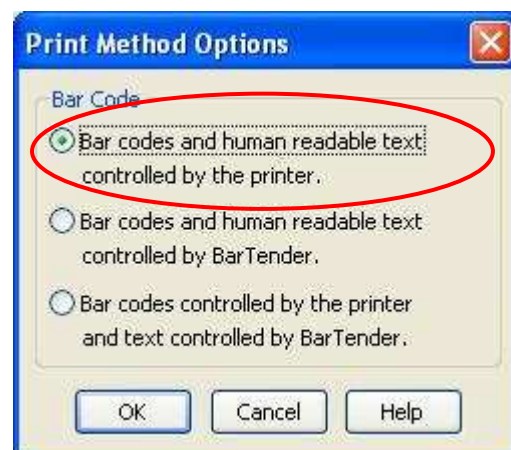 Print Method Options
Bar Code
Bar codes and human readable text
controlled by the printer.
Bar codes and human readable text
controlled by BarTender.
Bar codes controlled by the printer
and text controlled by BarTender.
OK Cancel Help